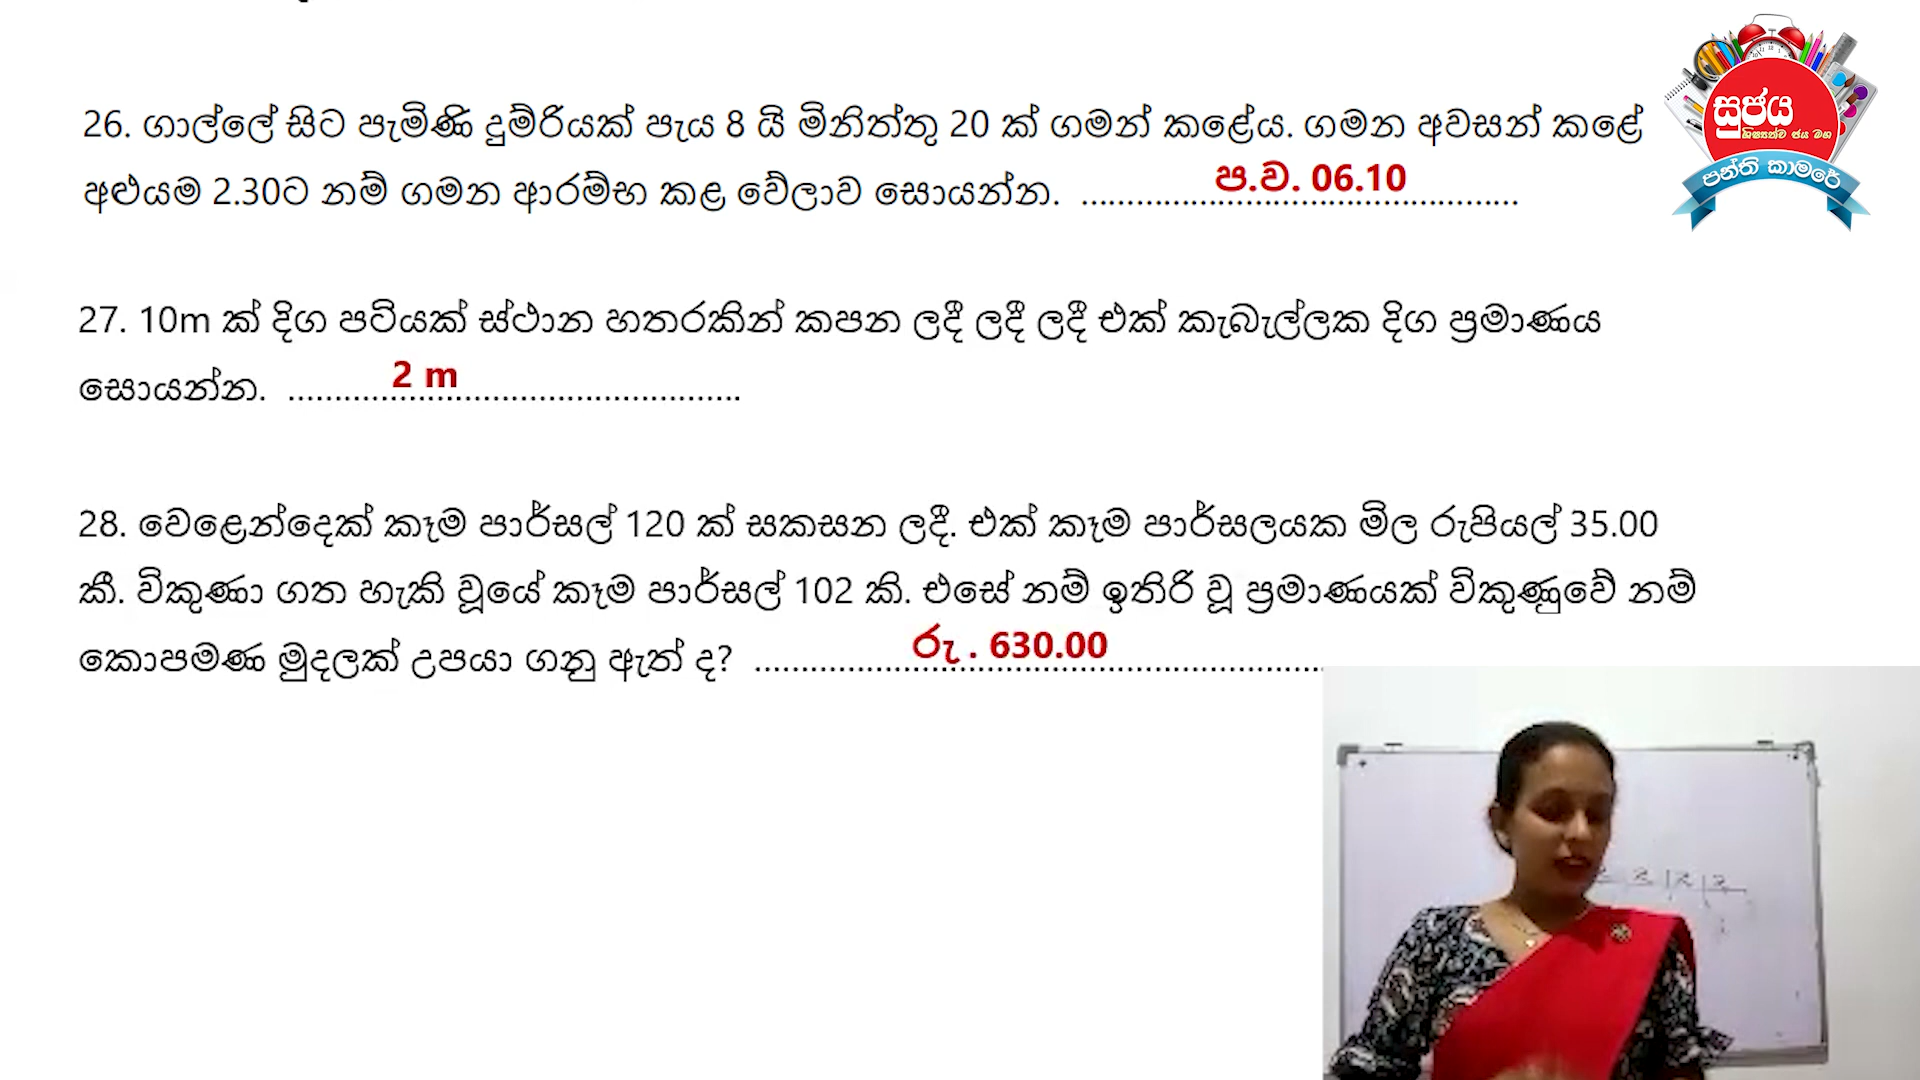 26. ගාල්ලේ සිට පැමිණි දුම්රියක් පැය 8 යි මිනිත්තු 20 ක් ගමන් කළේය. ගමන අවසන් කළේ
අළුයම 2.30ට නම් ගමන ආරම්භ කළ වේලාව සොයන්න. ................................................
ප.ව. 06.10
27. 10m ක් දිග පටියක් ස්ථාන හතරකින් කපන ලදී ලදී ලදී එක් කැබැල්ලක දිග ප්‍රමාණය
සොයන්න. .................................................
2 m
28. වෙළෙන්දෙක් කෑම පාර්සල් 120 ක් සකසන ලදී. එක් කෑම පාර්සලයක මිල රුපියල් 35.00
කී. විකුණා ගත හැකි වූයේ කෑම පාර්සල් 102 කි. එසේ නම් ඉතිරි වූ ප්‍රමාණයක් විකුණුවේ නම්
කොපමණ මුදලක් උපයා ගනු ඇත් ද? ..............................................................
රු . 630.00
සුජය
ශිෂ්‍යත්ව ජය මග
පන්ති කාමරේ